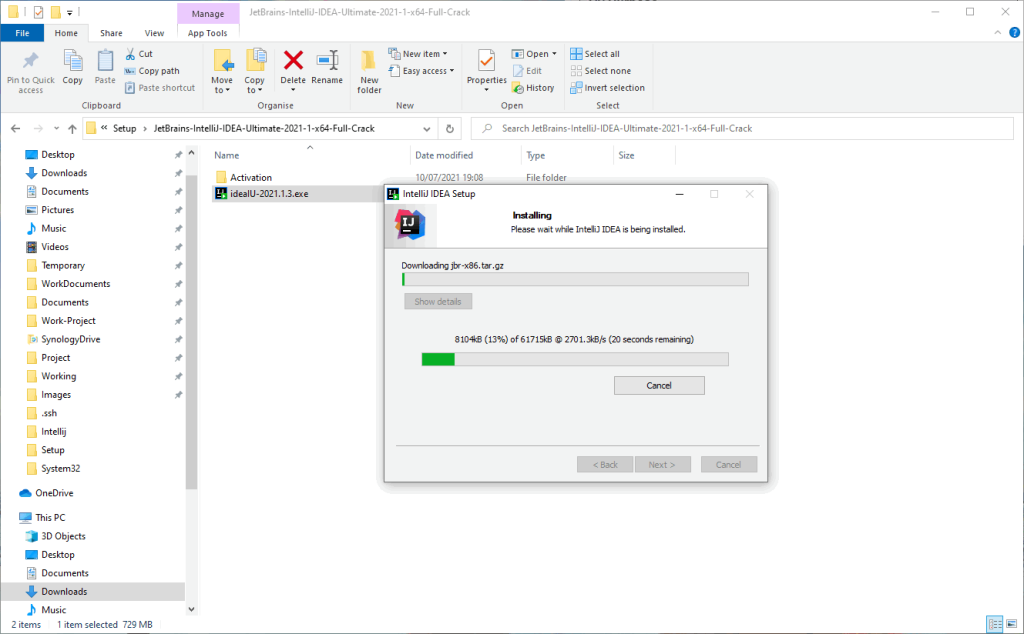 Manage JetBrains-IntelliJ-IDEA-Ultimate-2021-1-x64-Full-Crack
File Home Share View App Tools
Pin to Quick access
Copy
Paste
Cut
Copy path
Paste shortcut
Clipboard
Move to
Copy to
Delete
Rename
Organise
New folder
New item
Easy access
New
Properties
Open
Edit
History
Open
Select all
Select none
Invert selection
Select
« Setup › JetBrains-IntelliJ-IDEA-Ultimate-2021-1-x64-Full-Crack
Search JetBrains-IntelliJ-IDEA-Ultimate-2021-1-x64-Full-Crack
Desktop
Downloads
Documents
Pictures
Music
Videos
Temporary
WorkDocuments
Documents
Work-Project
SynologyDrive
Project
Working
Images
.ssh
Intellij
Setup
System32
OneDrive
This PC
3D Objects
Desktop
Documents
Downloads
Music
Name Date modified Type Size
Activation 10/07/2021 19:08 File folder
ideaIU-2021.1.3.exe
IntelliJ IDEA Setup
IJ
Installing
Please wait while IntelliJ IDEA is being installed.
Downloading jbr-x86.tar.gz
Show details
8104kB (13%) of 61715kB @ 2701.3kB/s (20 seconds remaining)
Cancel
< Back Next > Cancel
2 items 1 item selected 729 MB